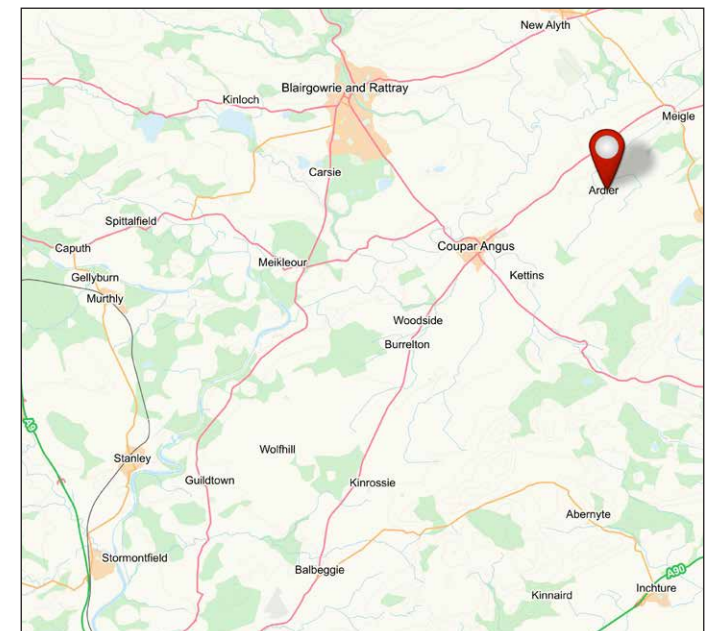 New Alyth
Blairgowrie and Rattray
Kinloch
Meigle
Carsie
Ardler
Spittalfield
Caputh
Coupar Angus
Meikleour
Gellyburn
Kettins
Murthly
Woodside
Burrelton
Wolfhill
Stanley
Guildtown
Kinrossie
A9
Abernyte
Stormontfield
Balbeggie
A90
Inchture
Kinnaird